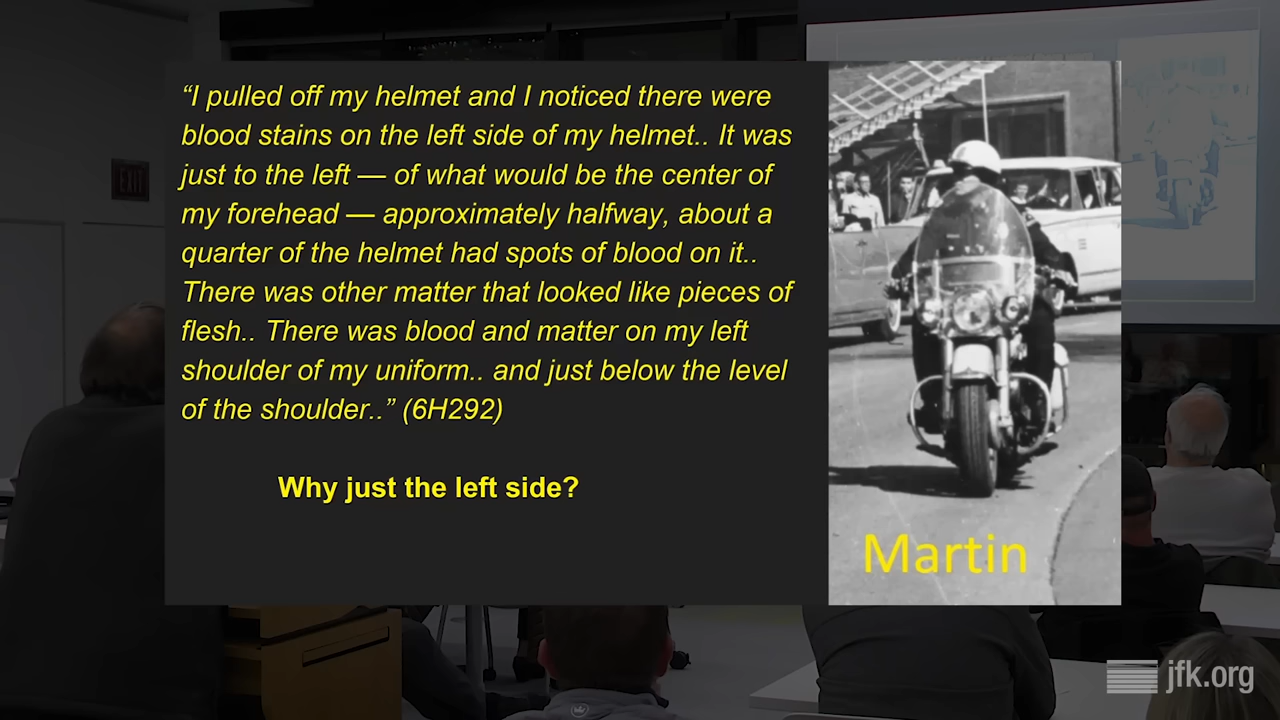 “I pulled off my helmet and I noticed there were
blood stains on the left side of my helmet.. It was
just to the left — of what would be the center of
my forehead — approximately halfway, about a
quarter of the helmet had spots of blood on it..
There was other matter that looked like pieces of
flesh.. There was blood and matter on my left
shoulder of my uniform.. and just below the level
of the shoulder..” (6H292)
Why just the left side?
Martin
EXIT
jfk.org